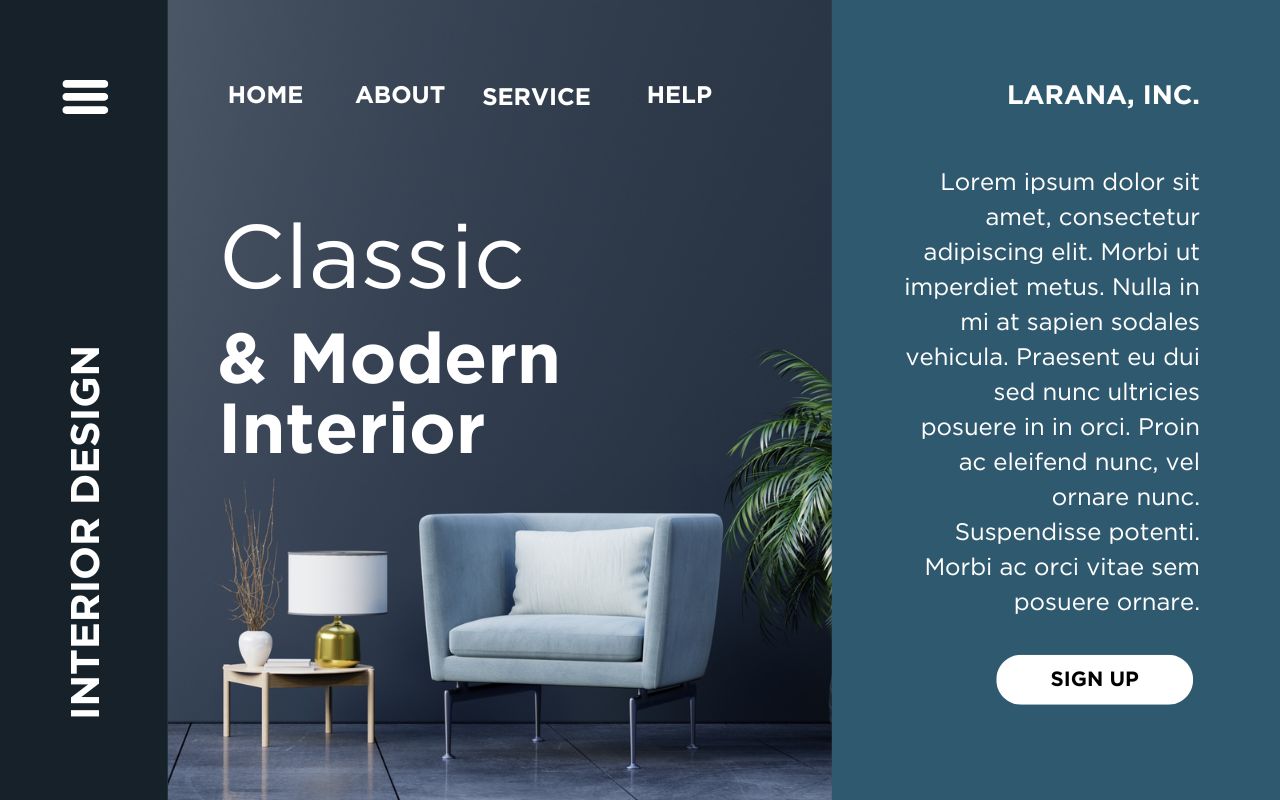 HOME ABOUT SERVICE HELP
LARANA, INC.
INTERIOR DESIGN
Classic
& Modern
Interior
Lorem ipsum dolor sit
amet, consectetur
adipiscing elit. Morbi ut
imperdiet metus. Nulla in
mi at sapien sodales
vehicula. Praesent eu dui
sed nunc ultricies
posuere in in orci. Proin
ac eleifend nunc, vel
ornare nunc.
Suspendisse potenti.
Morbi ac orci vitae sem
posuere ornare.
SIGN UP